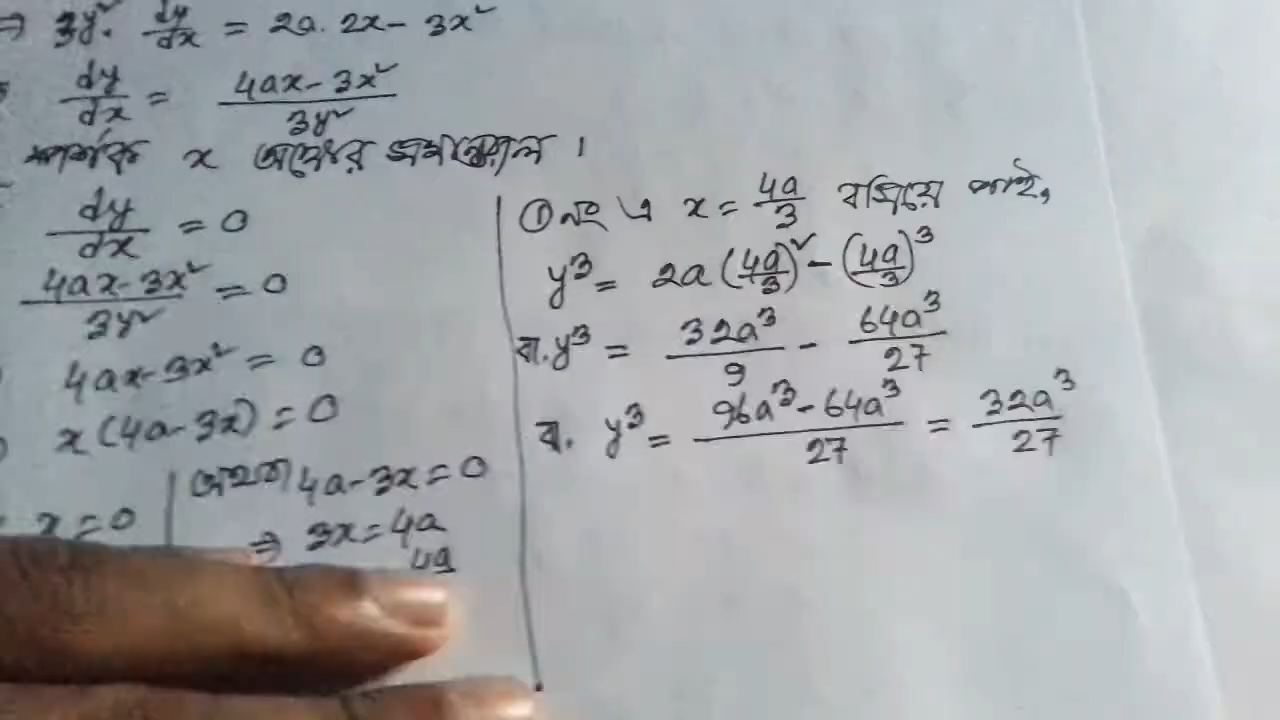 ⇒ 3y². dy/dx = 2a. 2x - 3x²
dy/dx = (4ax - 3x²)/3y²
স্পর্শক x অক্ষের সমান্তরাল ।
dy/dx = 0
(4ax - 3x²)/3y² = 0
4ax - 3x² = 0
x (4a - 3x) = 0
x = 0
অথবা 4a - 3x = 0
⇒ 3x = 4a
4a
① নং এ x = 4a/3 বসিয়ে পাই,
y³ = 2a (4a/3)² - (4a/3)³
বা. y³ = 32a³/9 - 64a³/27
বা. y³ = (96a³ - 64a³)/27 = 32a³/27